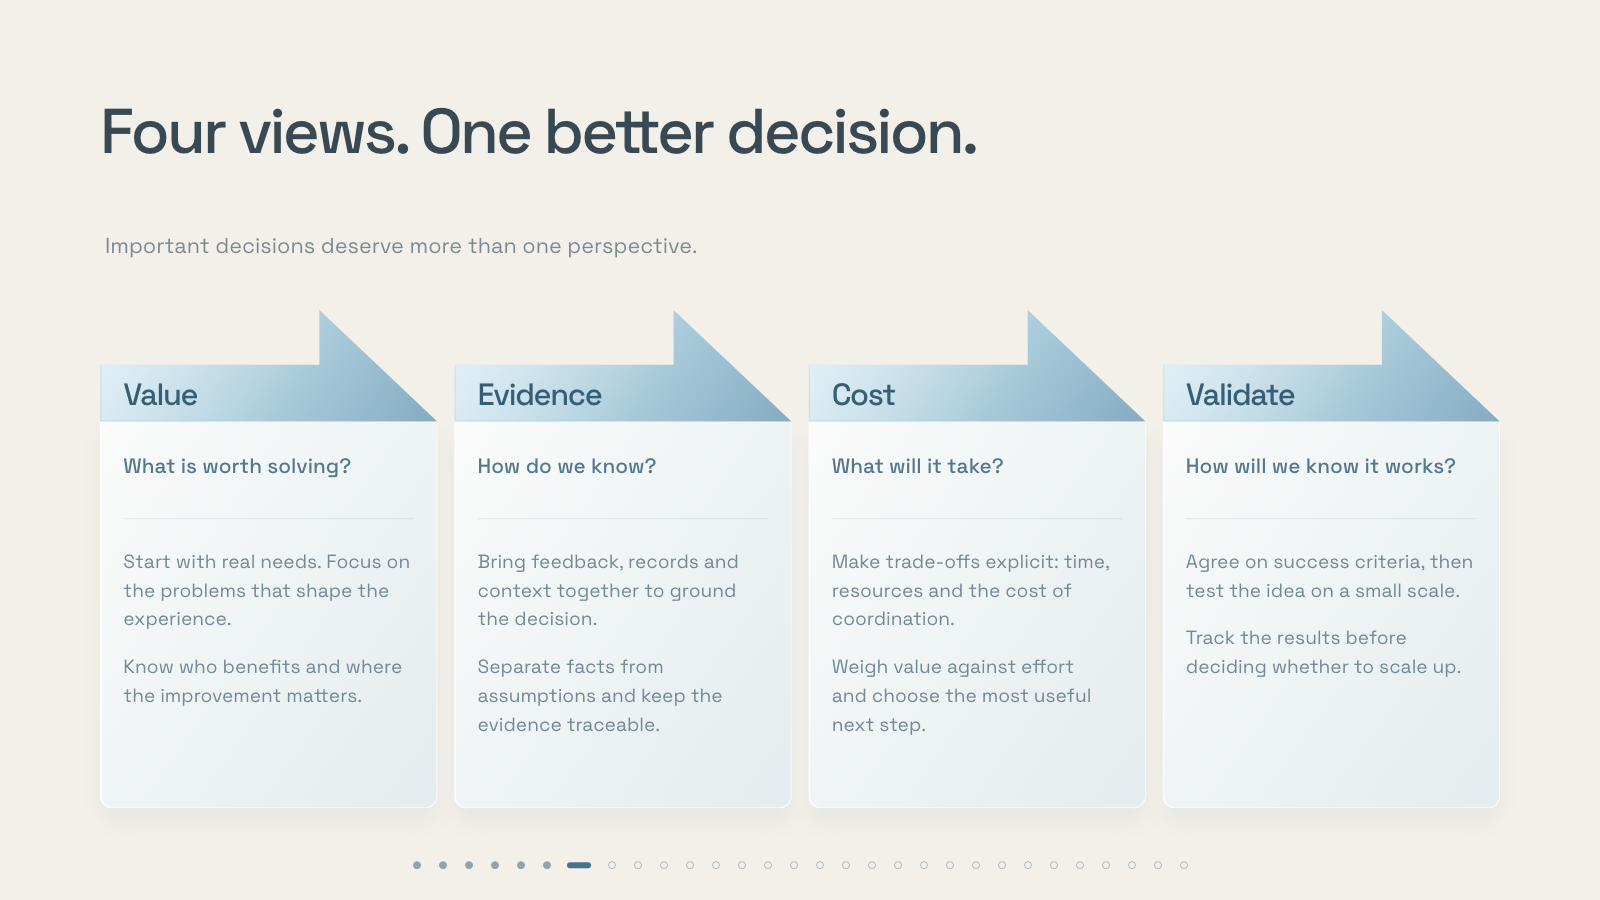 Four views. One better decision.
Important decisions deserve more than one perspective.
Value
What is worth solving?
Start with real needs. Focus on
the problems that shape the
experience.
Know who benefits and where
the improvement matters.
Evidence
How do we know?
Bring feedback, records and
context together to ground
the decision.
Separate facts from
assumptions and keep the
evidence traceable.
Cost
What will it take?
Make trade-offs explicit: time,
resources and the cost of
coordination.
Weigh value against effort
and choose the most useful
next step.
Validate
How will we know it works?
Agree on success criteria, then
test the idea on a small scale.
Track the results before
deciding whether to scale up.